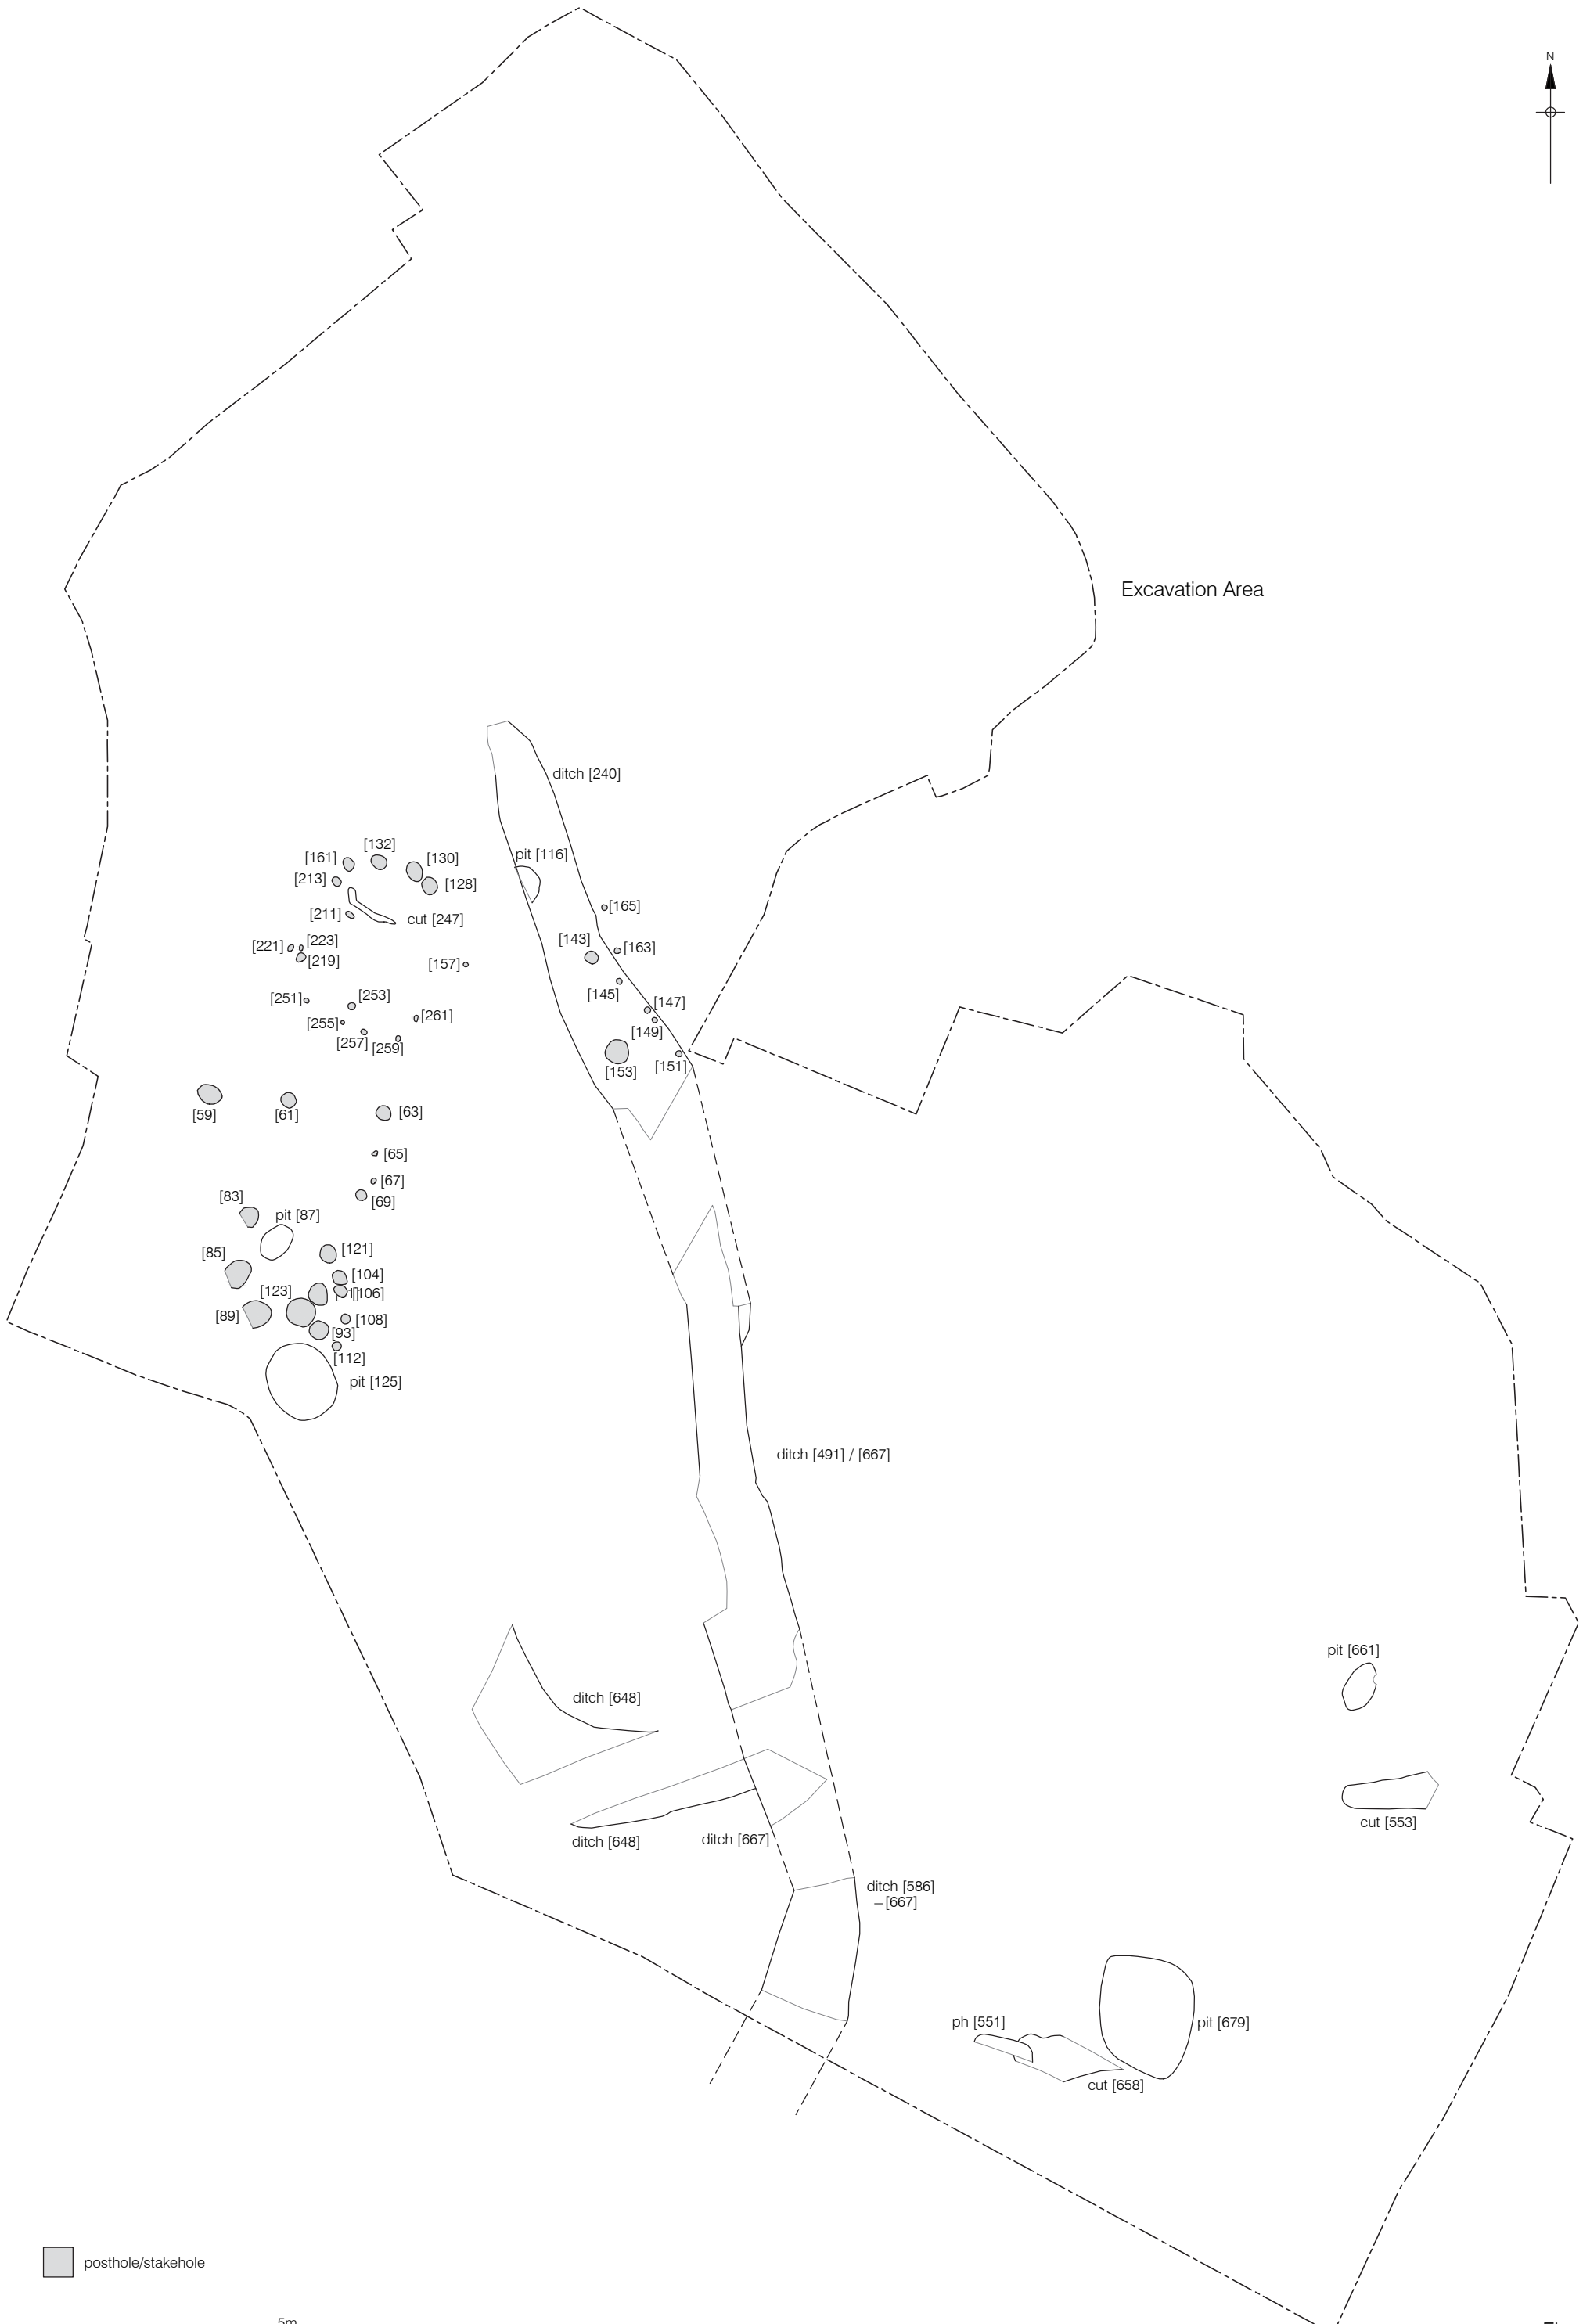 N
Excavation Area
ditch [240]
[132]
[161]
[130]
pit [116]
[213]
[128]
[165]
[211]
cut [247]
[143]
[223]
[221]
[163]
[219]
[157]
[145]
[251]
[253]
[147]
[261]
[255]
[149]
[257]
[259]
[151]
[153]
[59]
[61]
[63]
[65]
[67]
[83]
[69]
pit [87]
[85]
[121]
[104]
[123]
[106]
[89]
[108]
[93]
[112]
pit [125]
ditch [491] / [667]
pit [661]
ditch [648]
cut [553]
ditch [648]
ditch [667]
ditch [586]
=[667]
ph [551]
pit [679]
cut [658]
posthole/stakehole
5m